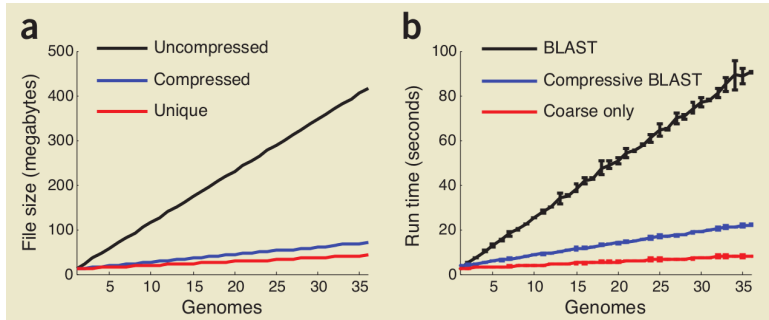 a
500
400
300
200
100
0
File size (megabytes)
Uncompressed
Compressed
Unique
5 10 15 20 25 30 35
Genomes
b
100
80
60
40
20
0
Run time (seconds)
BLAST
Compressive BLAST
Coarse only
5 10 15 20 25 30 35
Genomes